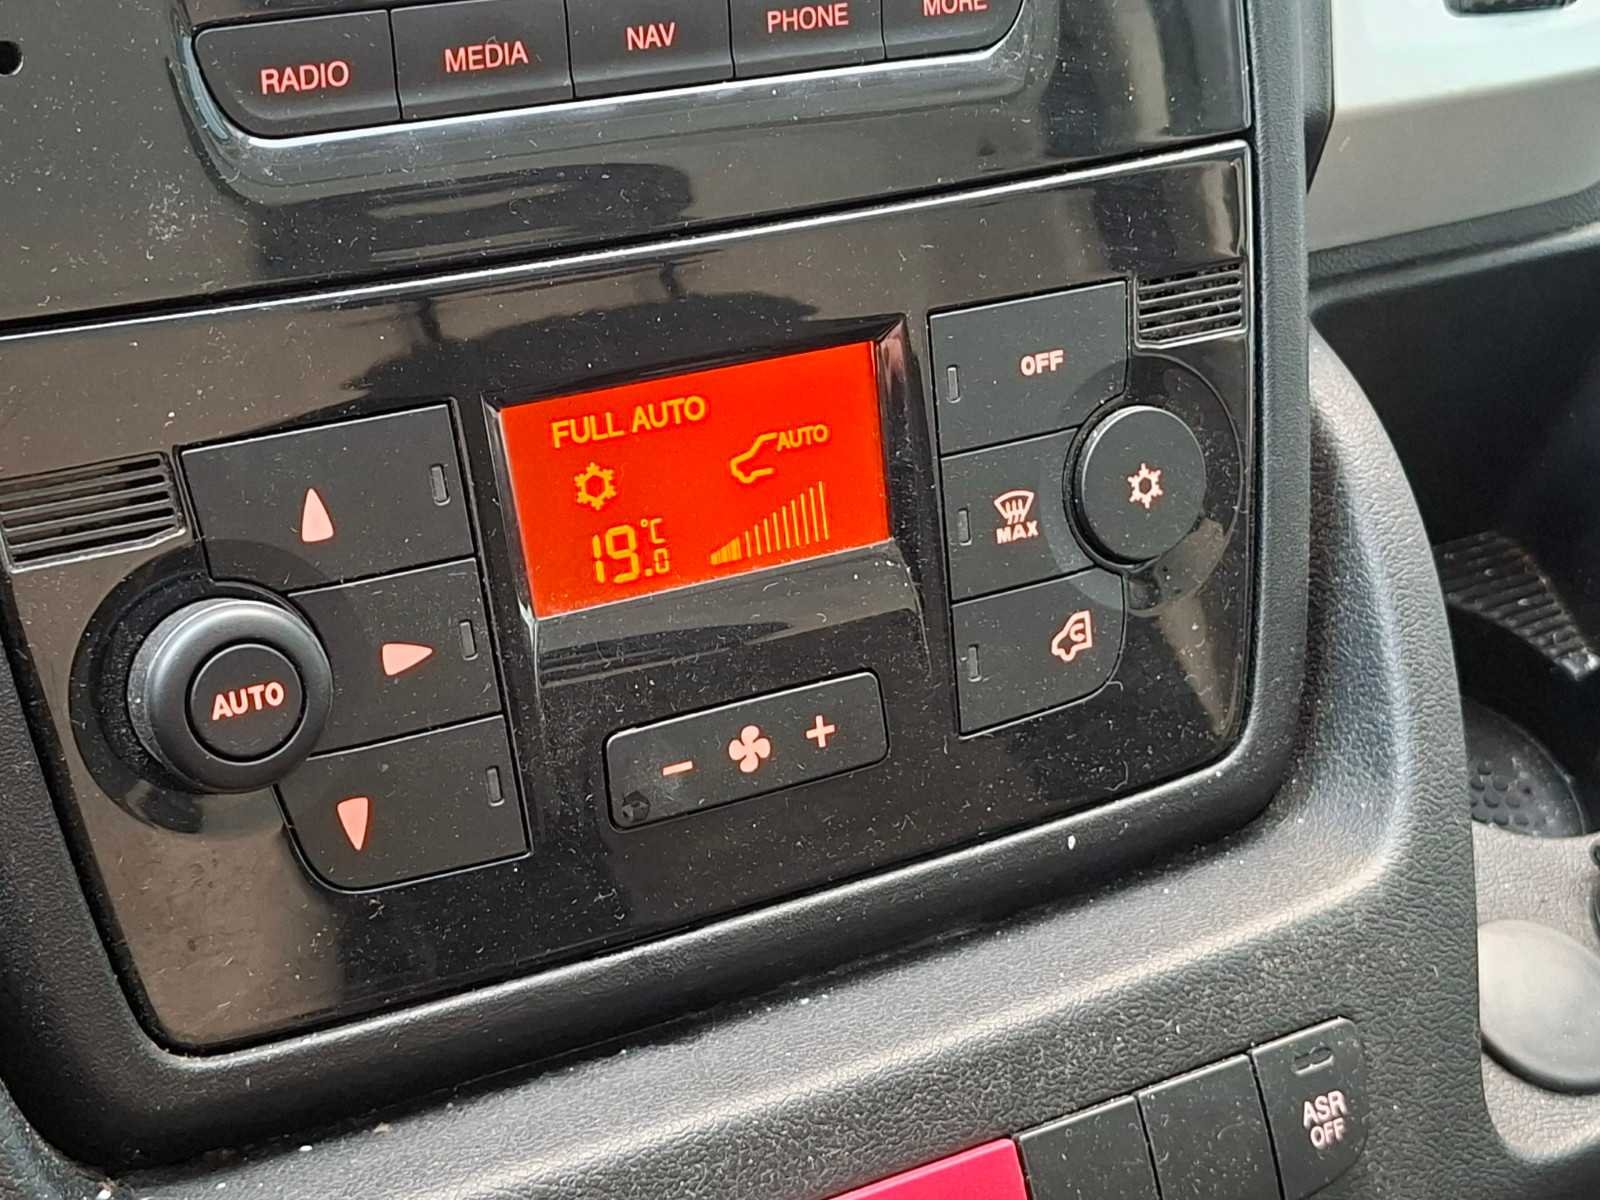 RADIO MEDIA NAV PHONE MORE
FULL AUTO
AUTO
19.0 °C
OFF
MAX
AUTO
- +
ASR
OFF